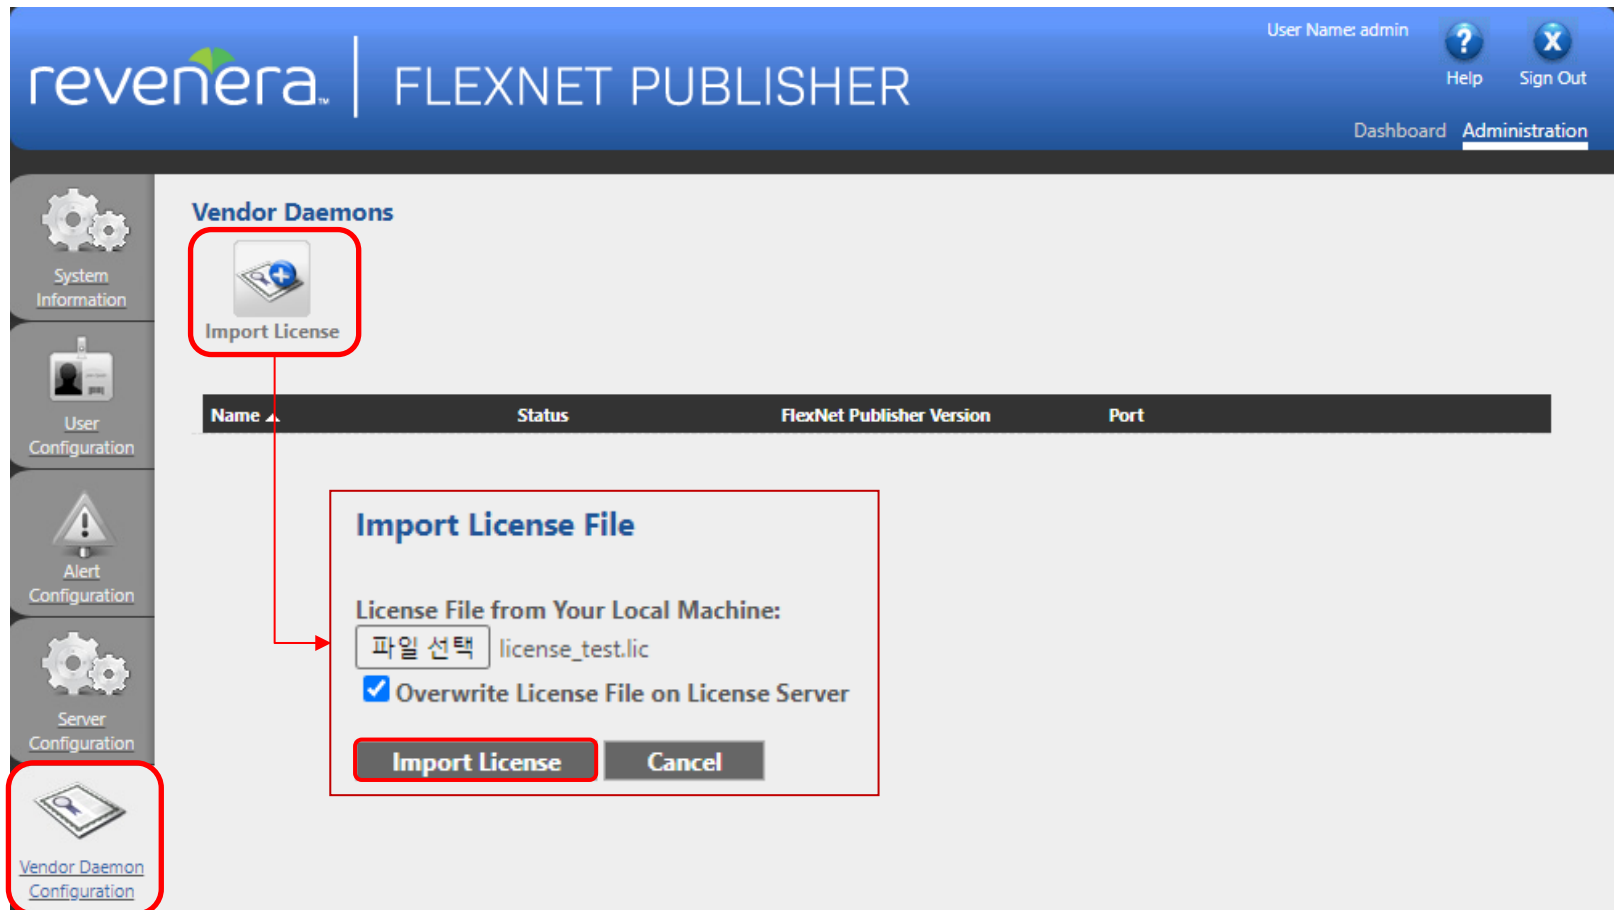 User Name: admin
Help
Sign Out
revenera™
FLEXNET PUBLISHER
Dashboard
Administration
System
Information
User
Configuration
Alert
Configuration
Server
Configuration
Vendor Daemon
Configuration
Vendor Daemons
Import License
Name
Status
FlexNet Publisher Version
Port
Import License File
License File from Your Local Machine:
파일 선택 license_test.lic
Overwrite License File on License Server
Import License
Cancel